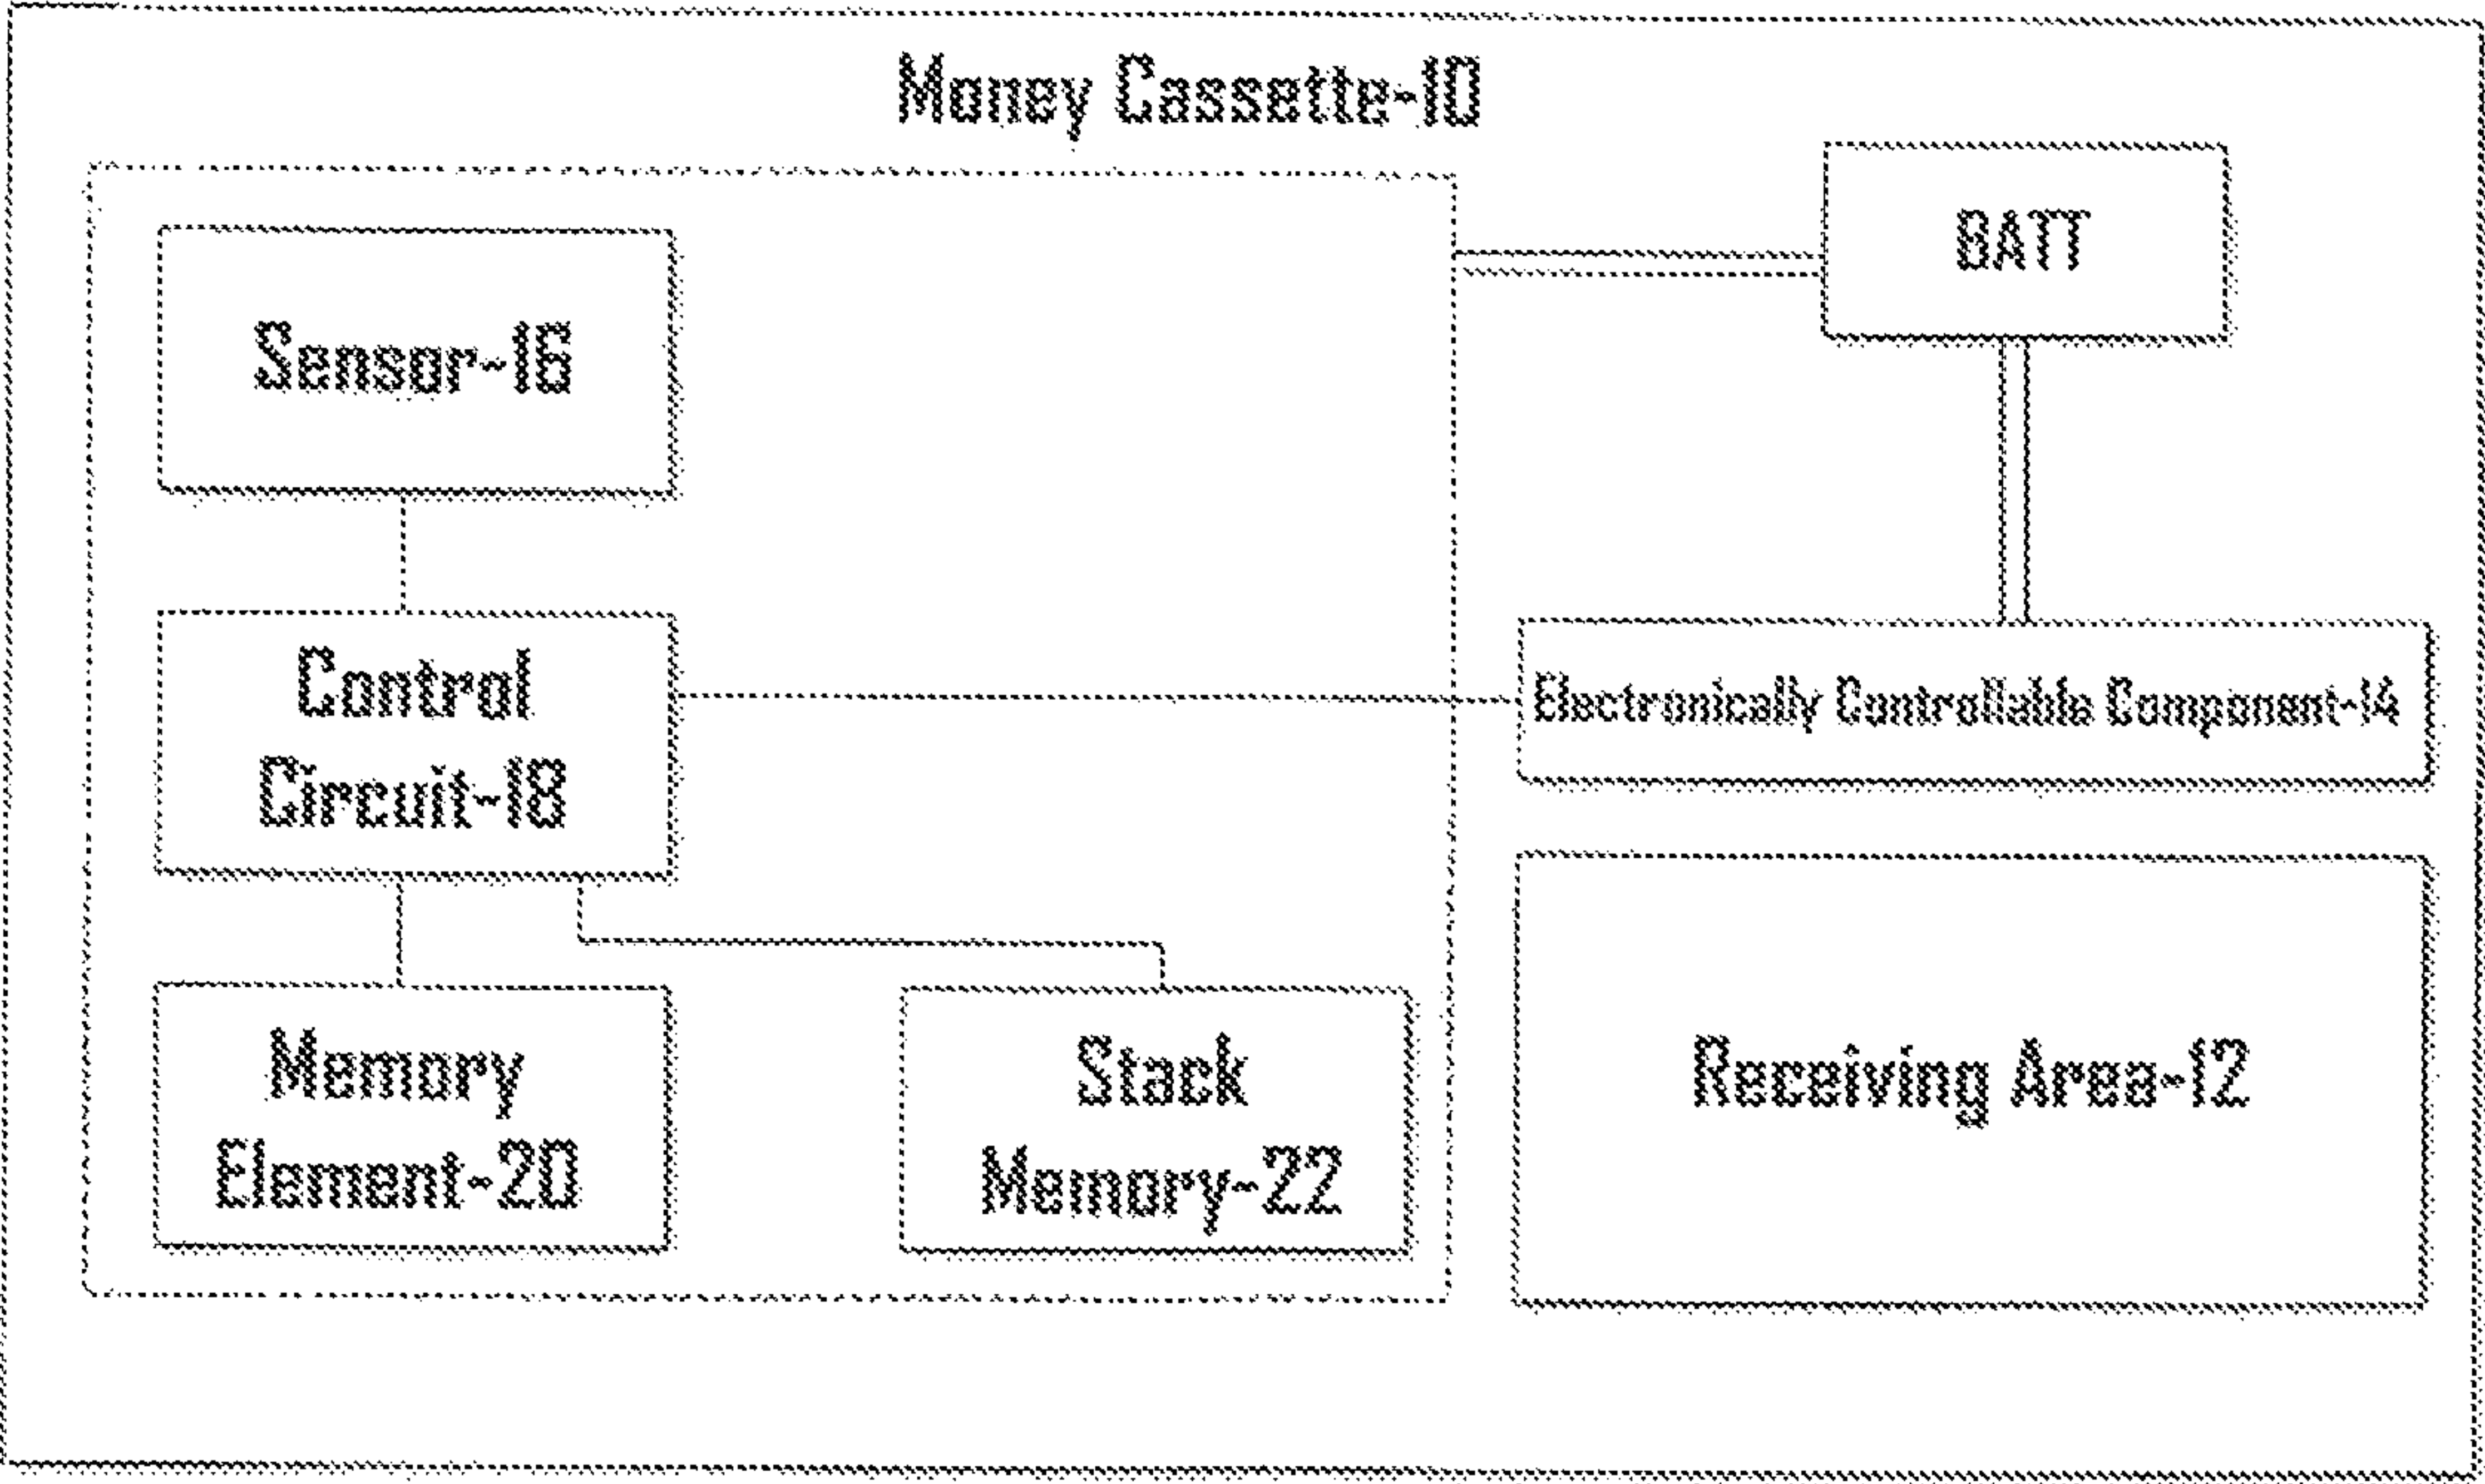 Money Cassette-10
BATT
Sensor-16
Control
Circuit-18
Electronically Controllable Component-14
Memory
Element-20
Stack
Memory-22
Receiving Area-12